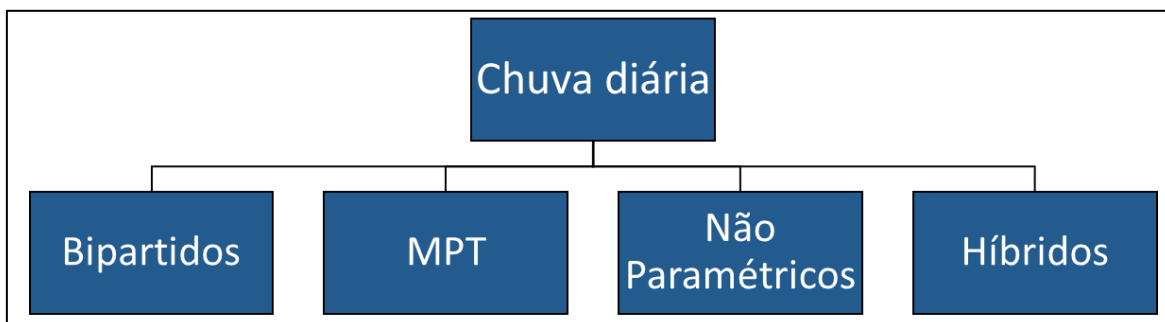 Chuva diária
Bipartidos
MPT
Não
Paramétricos
Híbridos